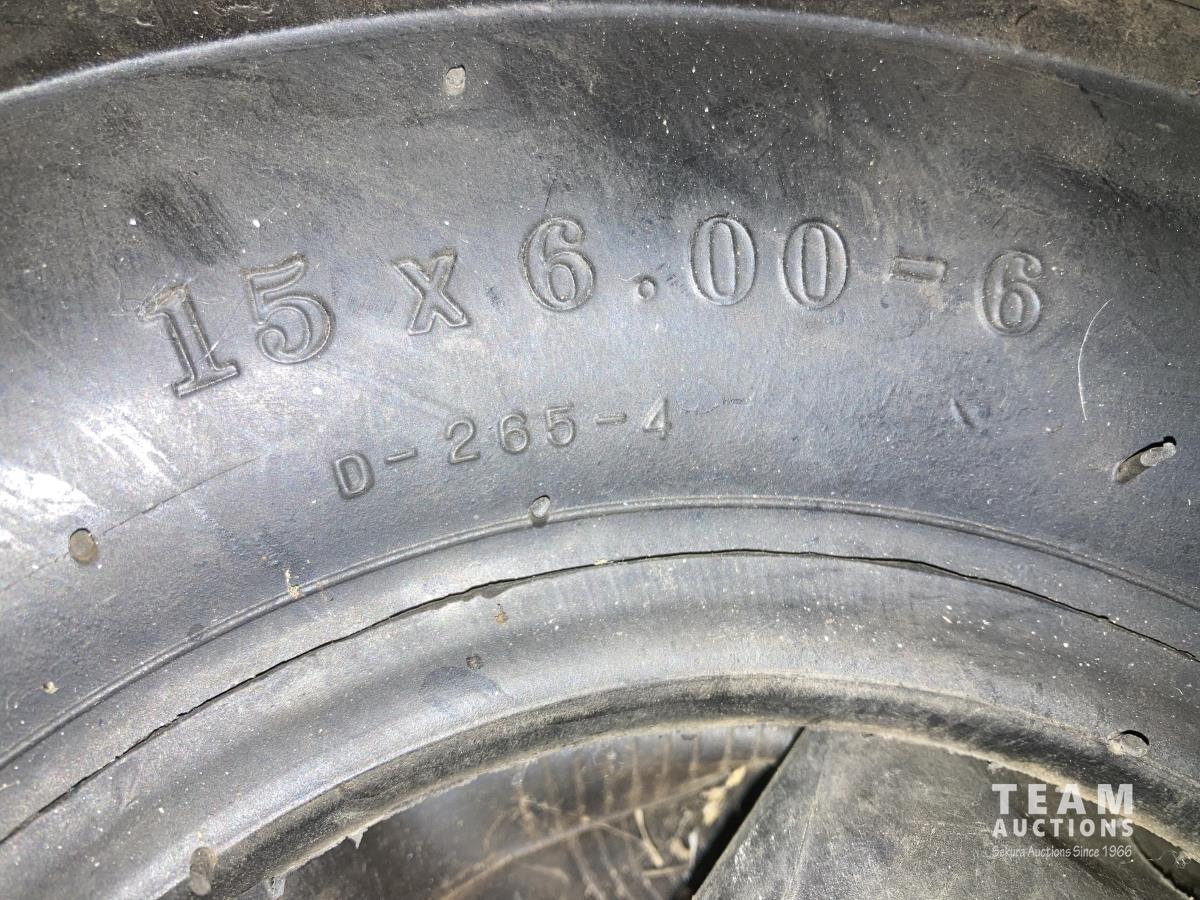 15 x 6.00-6
D-265-4
TEAM
AUCTIONS
Sekura Auctions Since 1966